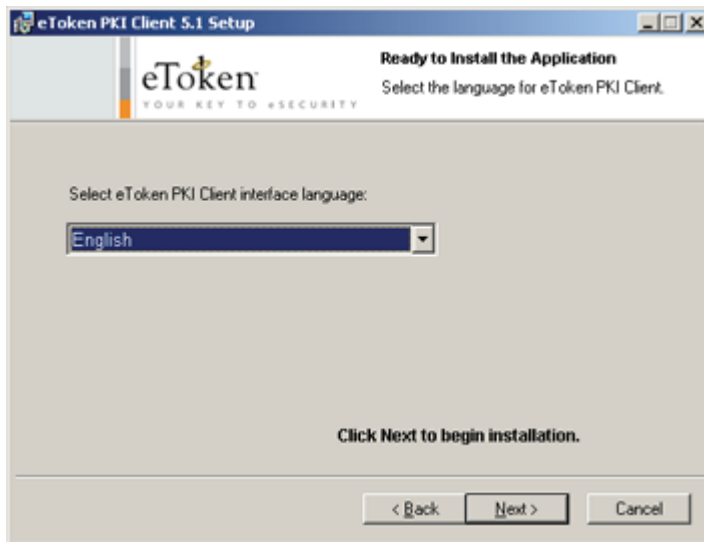 eToken PKI Client 5.1 Setup
eToken
YOUR KEY TO eSECURITY
Ready to Install the Application
Select the language for eToken PKI Client.
Select eToken PKI Client interface language:
English
Click Next to begin installation.
< Back Next > Cancel